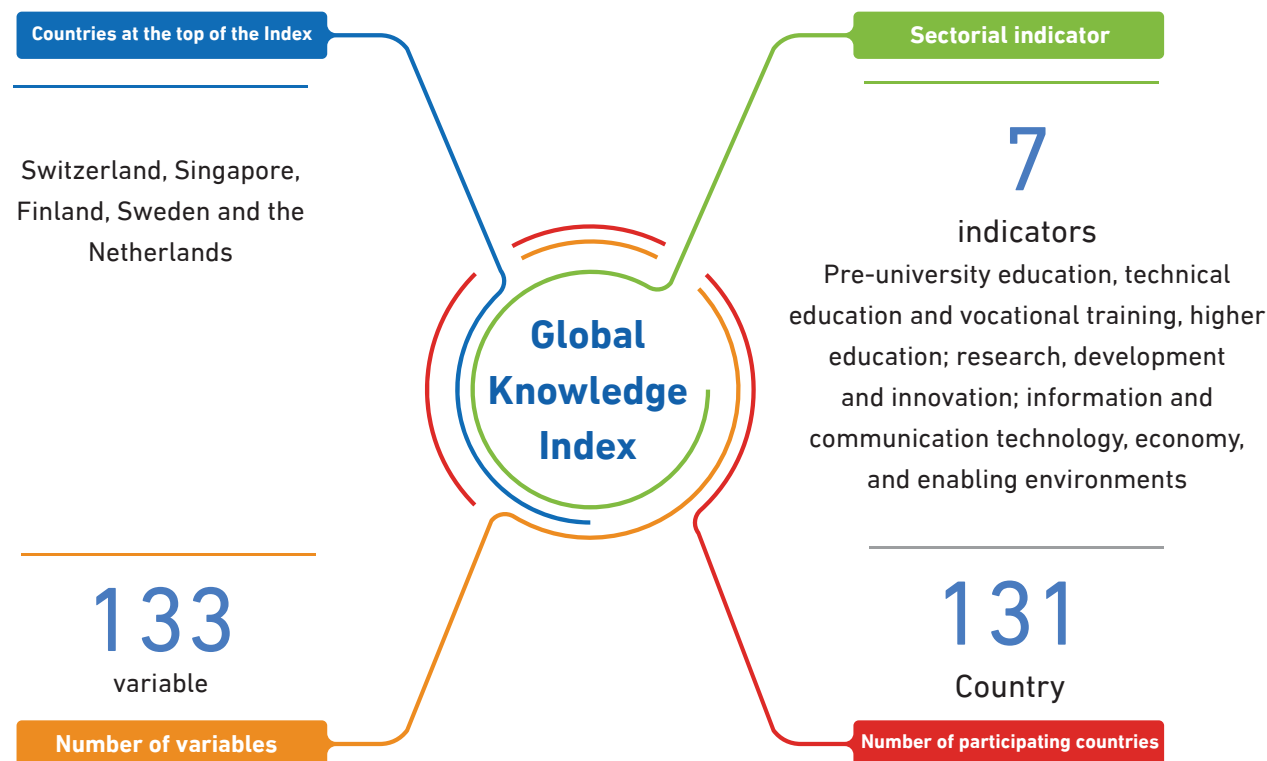 Countries at the top of the Index
Switzerland, Singapore,
Finland, Sweden and the
Netherlands
Sectorial indicator
7
indicators
Pre-university education, technical
education and vocational training, higher
education; research, development
and innovation; information and
communication technology, economy,
and enabling environments
Global
Knowledge
Index
133
variable
Number of variables
131
Country
Number of participating countries